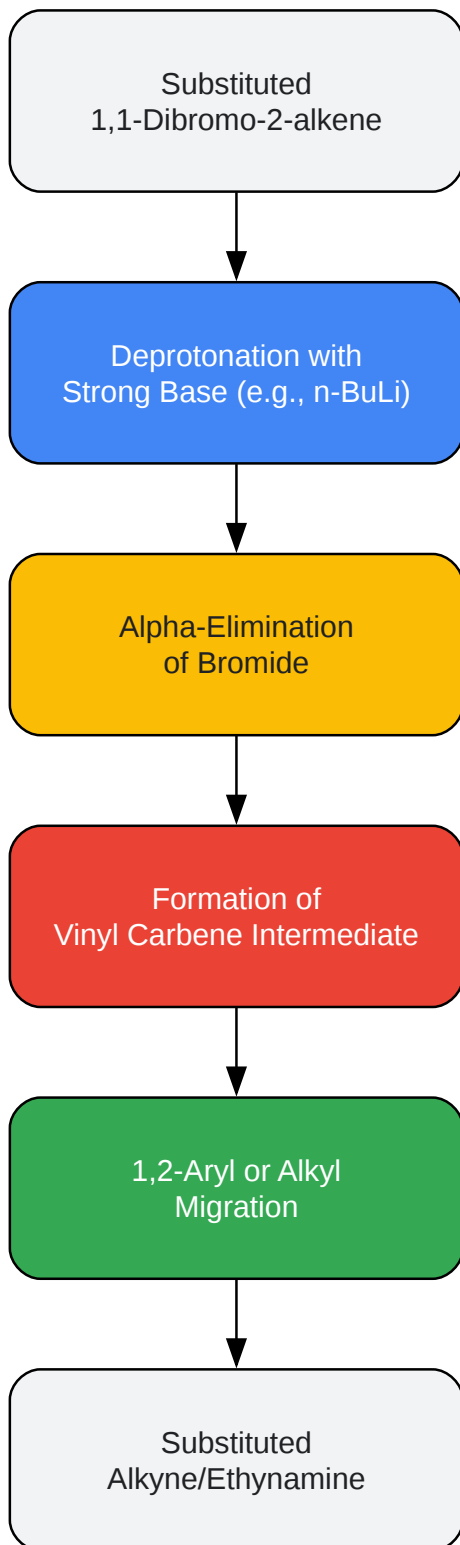 Substituted
1,1-Dibromo-2-alkene
Deprotonation with
Strong Base (e.g., n-BuLi)
Alpha-Elimination
of Bromide
Formation of
Vinyl Carbene Intermediate
1,2-Aryl or Alkyl
Migration
Substituted
Alkyne/Ethynamine